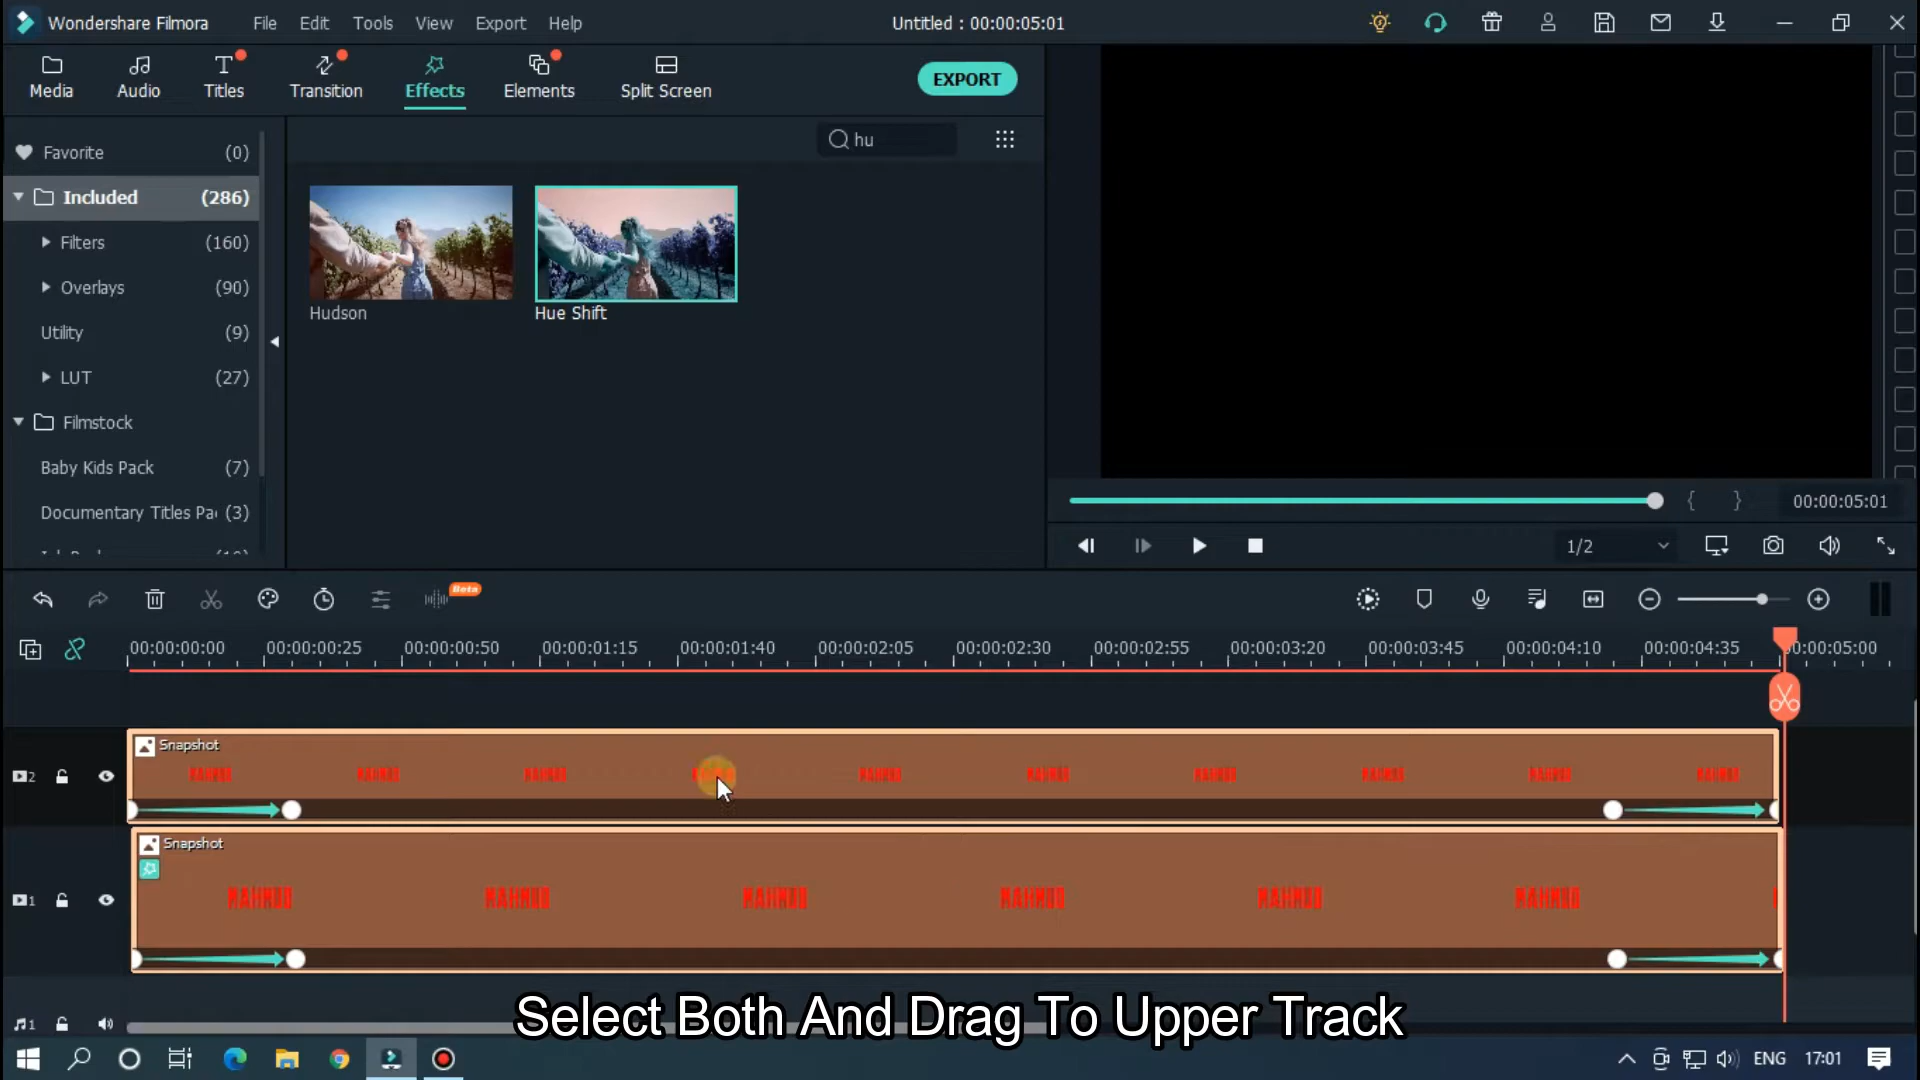 Wondershare Filmora File Edit Tools View Export Help Untitled : 00:00:05:01
Media Audio Titles Transition Effects Elements Split Screen EXPORT
Favorite (0)
hu
Included (286)
Filters (160)
Overlays (90)
Hudson Hue Shift
Utility (9)
LUT (27)
Filmstock
Baby Kids Pack (7)
Documentary Titles Pa (3)
00:00:05:01
1/2
Beta
00:00:00:00 00:00:00:25 00:00:00:50 00:00:01:15 00:00:01:40 00:00:02:05 00:00:02:30 00:00:02:55 00:00:03:20 00:00:03:45 00:00:04:10 00:00:04:35 00:00:05:00
Snapshot
2
Snapshot
1
Select Both And Drag To Upper Track
1
ENG 17:01